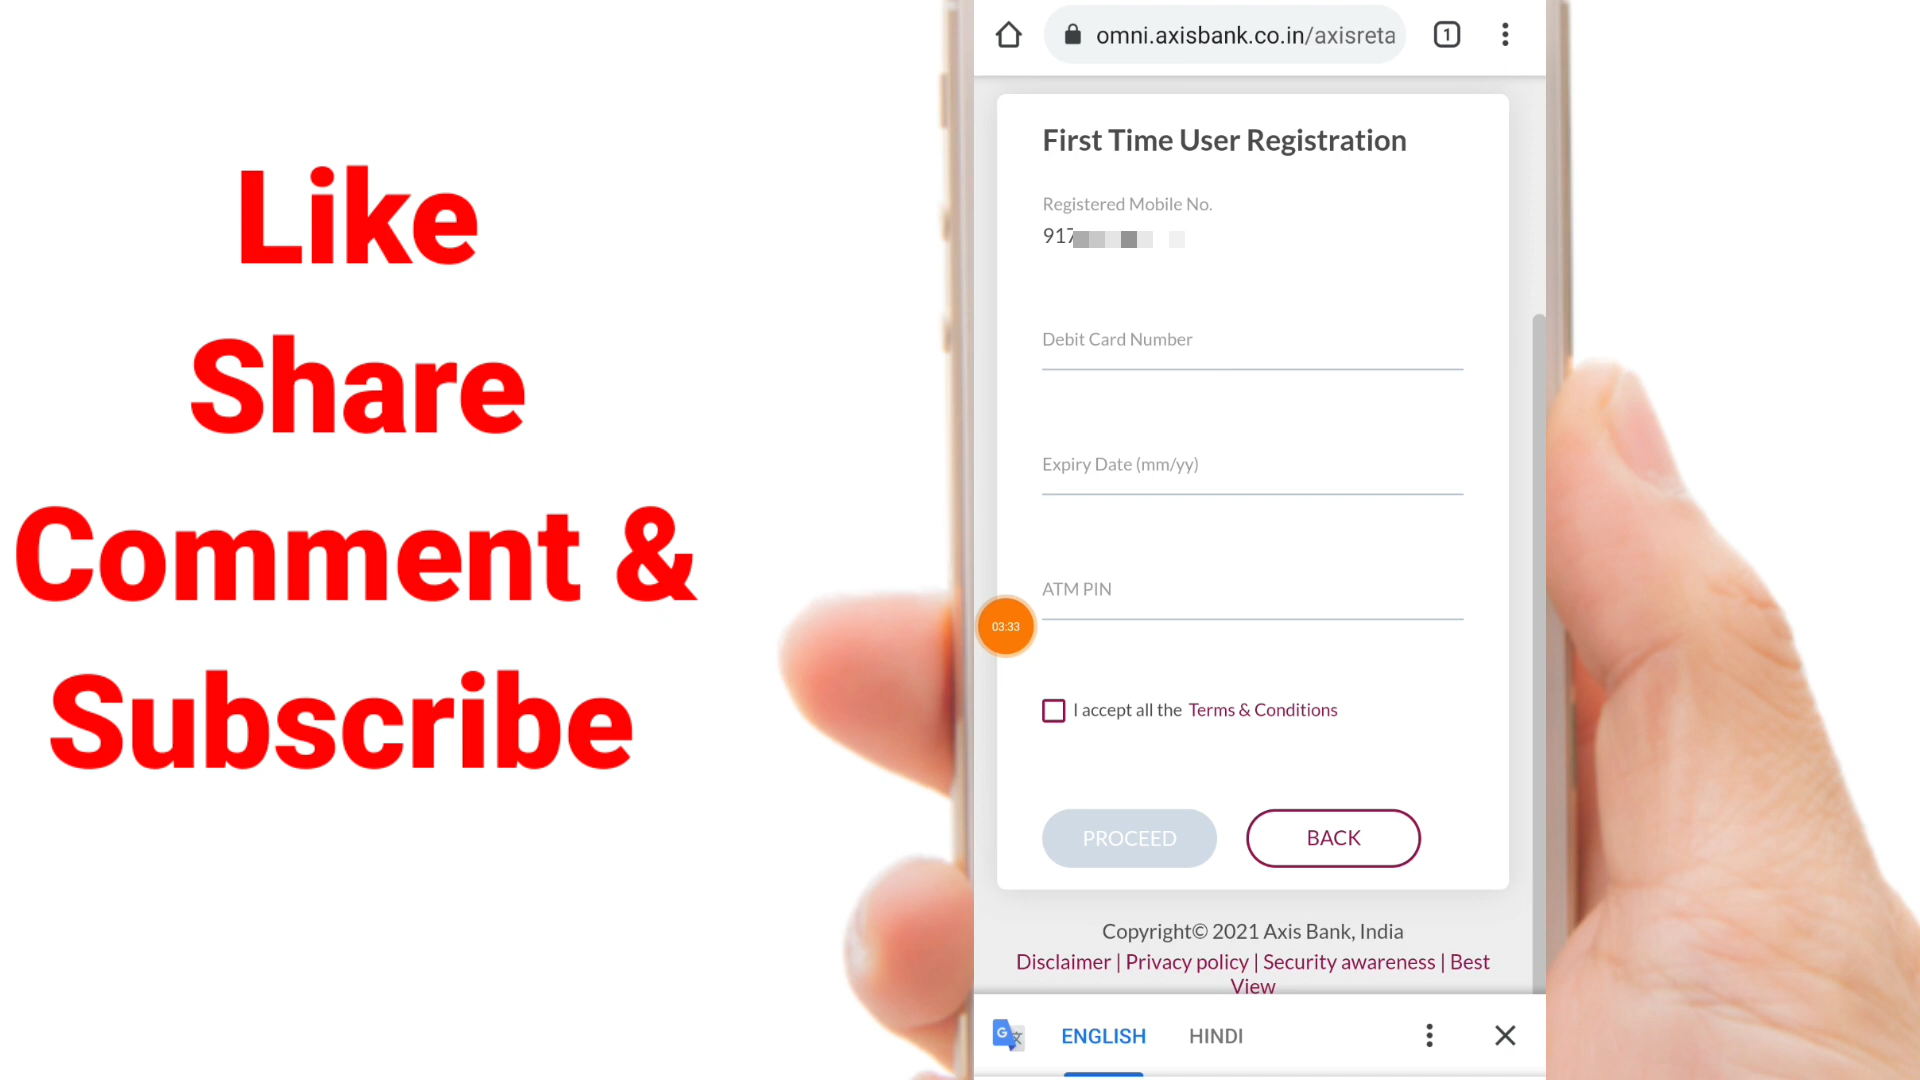 Like
Share
Comment &
Subscribe
omni.axisbank.co.in/axisreta
1
First Time User Registration
Registered Mobile No.
917
Debit Card Number
Expiry Date (mm/yy)
ATM PIN
03:33
I accept all the Terms & Conditions
PROCEED
BACK
Copyright© 2021 Axis Bank, India
Disclaimer | Privacy policy | Security awareness | Best
View
G 文
ENGLISH
HINDI